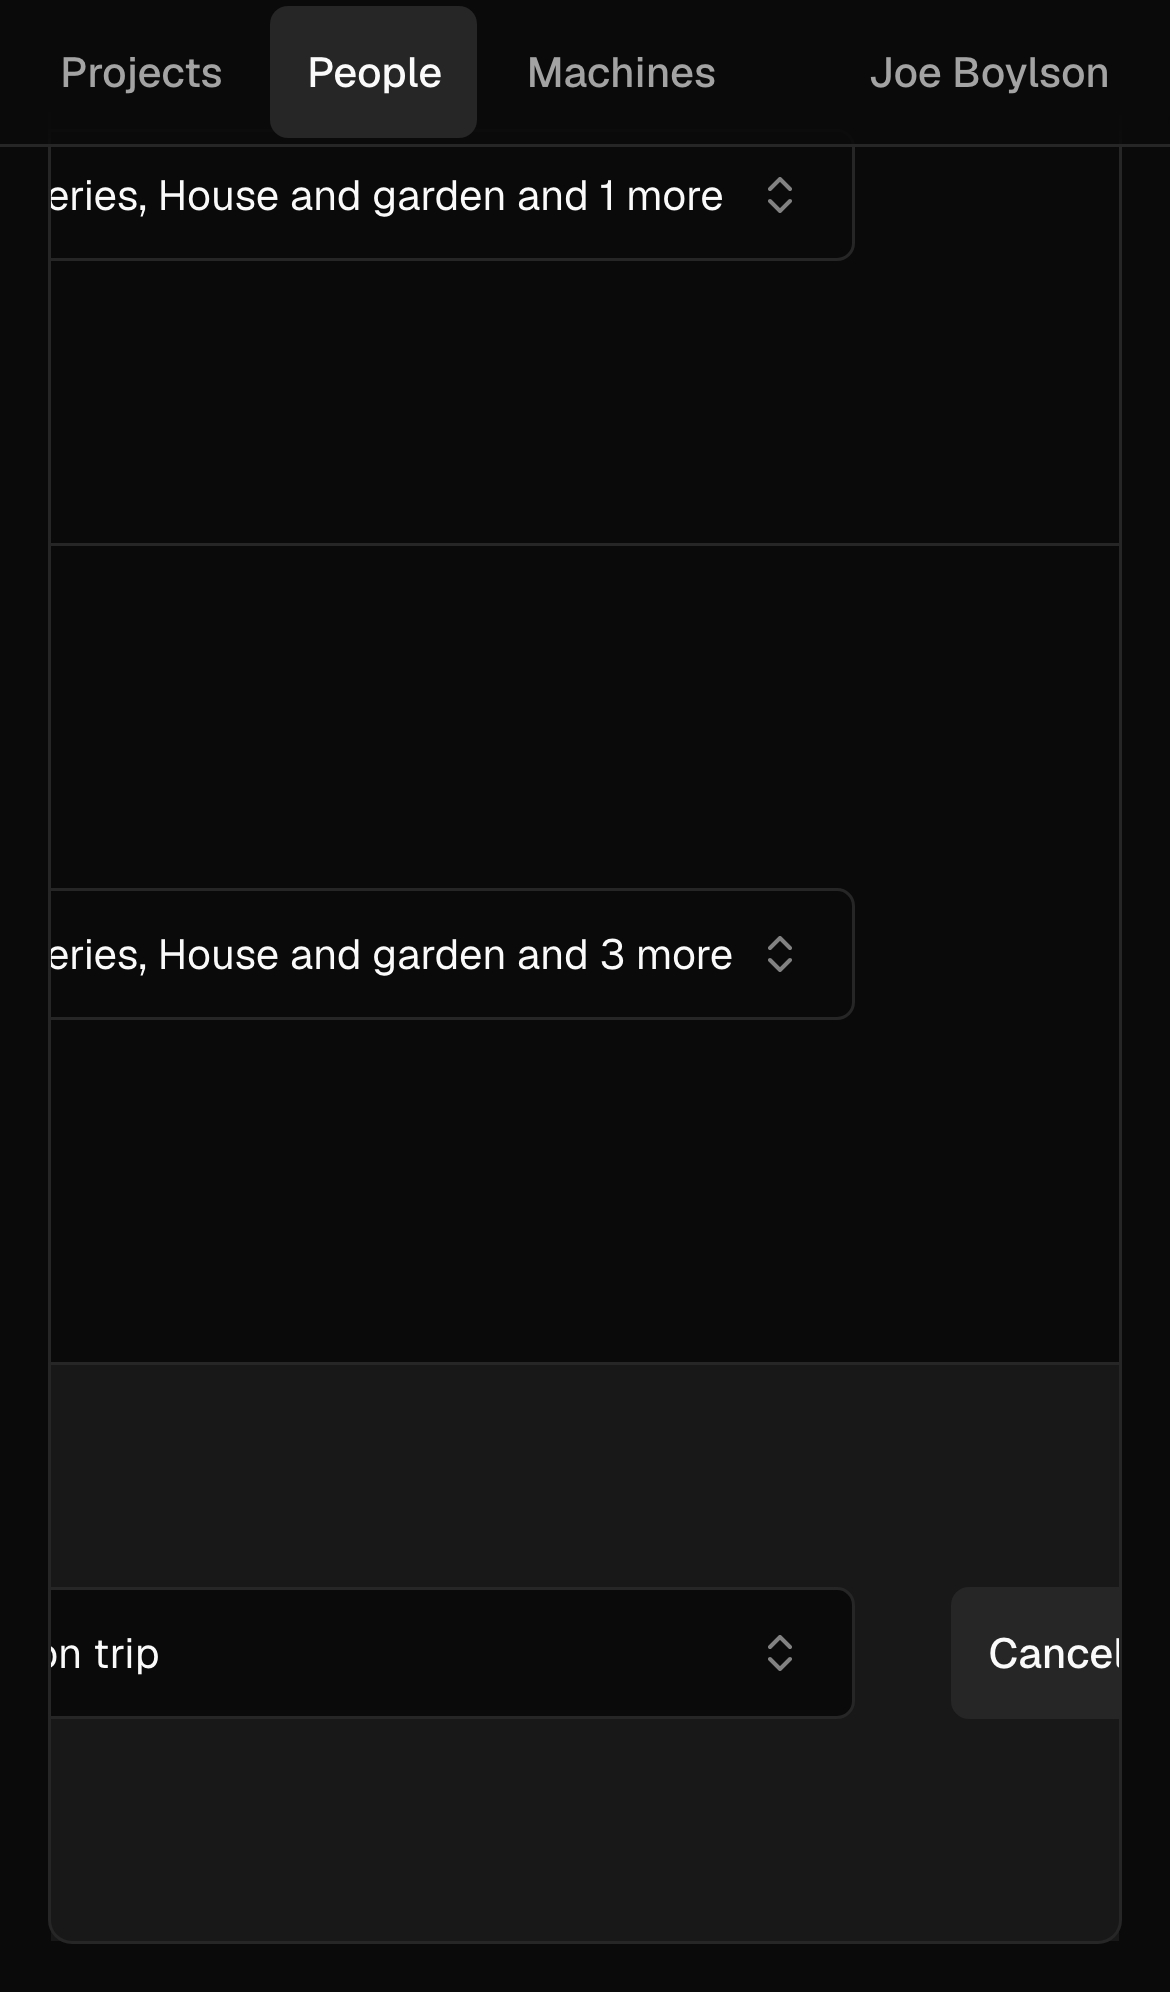 Projects People Machines Joe Boylson
eries, House and garden and 1 more
eries, House and garden and 3 more
on trip
Cancel